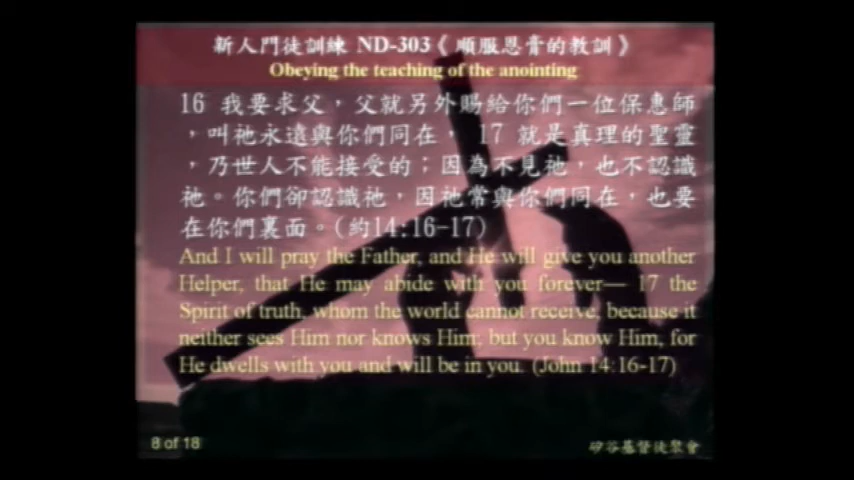 新人門徒訓練 ND-303《順服恩膏的教訓》
Obeying the teaching of the anointing
16 我要求父，父就另外賜給你們一位保惠師
，叫祂永遠與你們同在， 17 就是真理的聖靈
，乃世人不能接受的；因為不見祂，也不認識
祂。你們卻認識祂，因祂常與你們同在，也要
在你們裏面。(約14:16-17)
And I will pray the Father, and He will give you another
Helper, that He may abide with you forever— 17 the
Spirit of truth, whom the world cannot receive, because it
neither sees Him nor knows Him; but you know Him, for
He dwells with you and will be in you. (John 14:16-17)
8 of 18
矽谷基督徒聚會